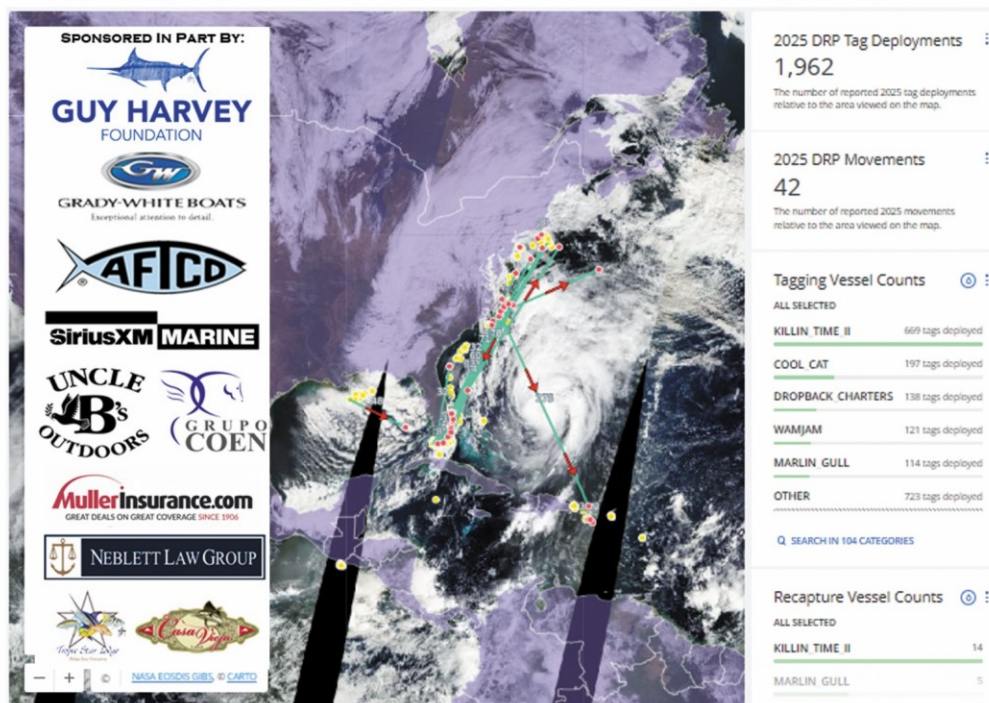 SPONSORED IN PART BY:
GUY HARVEY
FOUNDATION
GW
GRADY-WHITE BOATS
Exceptional attention to detail.
AFTCO
®
SiriusXM MARINE
UNCLE
B's
OUTDOORS
GRUPO
COEN
MullerInsurance.com
GREAT DEALS ON GREAT COVERAGE SINCE 1906
NEBLETT LAW GROUP
Tropic Star Lodge
Casa Vieja
− + © NASA EOSDIS GIBS, © CARTO
2025 DRP Tag Deployments
1,962
The number of reported 2025 tag deployments
relative to the area viewed on the map.
2025 DRP Movements
42
The number of reported 2025 movements
relative to the area viewed on the map.
Tagging Vessel Counts
ALL SELECTED
KILLIN_TIME_II 669 tags deployed
COOL_CAT 197 tags deployed
DROPBACK_CHARTERS 138 tags deployed
WAMJAM 121 tags deployed
MARLIN_GULL 114 tags deployed
OTHER 723 tags deployed
SEARCH IN 104 CATEGORIES
Recapture Vessel Counts
ALL SELECTED
KILLIN_TIME_II 14
MARLIN_GULL 5